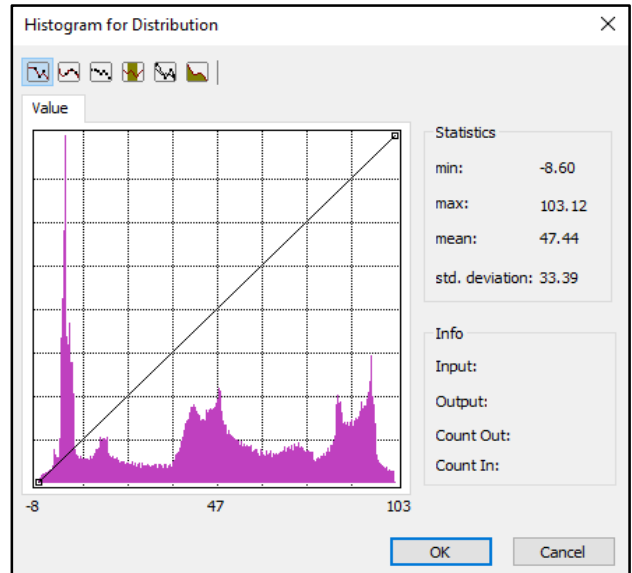 Histogram for Distribution
Value
Statistics
min: -8.60
max: 103.12
mean: 47.44
std. deviation: 33.39
Info
Input:
Output:
Count Out:
Count In:
-8 47 103
OK Cancel